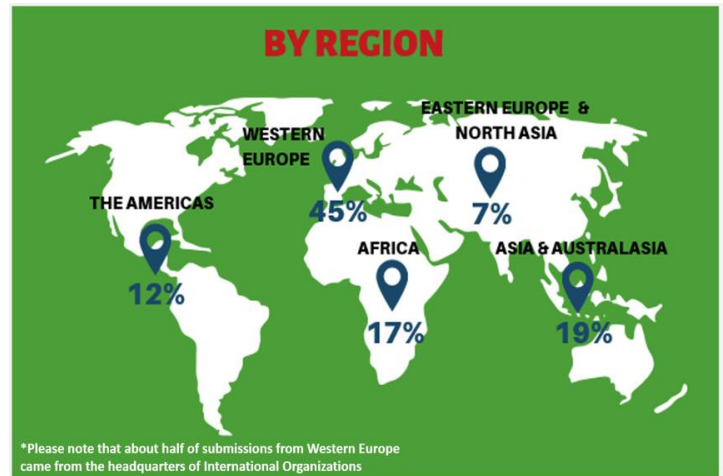 BY REGION
EASTERN EUROPE &
NORTH ASIA
7%
WESTERN
EUROPE
45%
THE AMERICAS
12%
AFRICA
17%
ASIA & AUSTRALASIA
19%
*Please note that about half of submissions from Western Europe
came from the headquarters of International Organizations